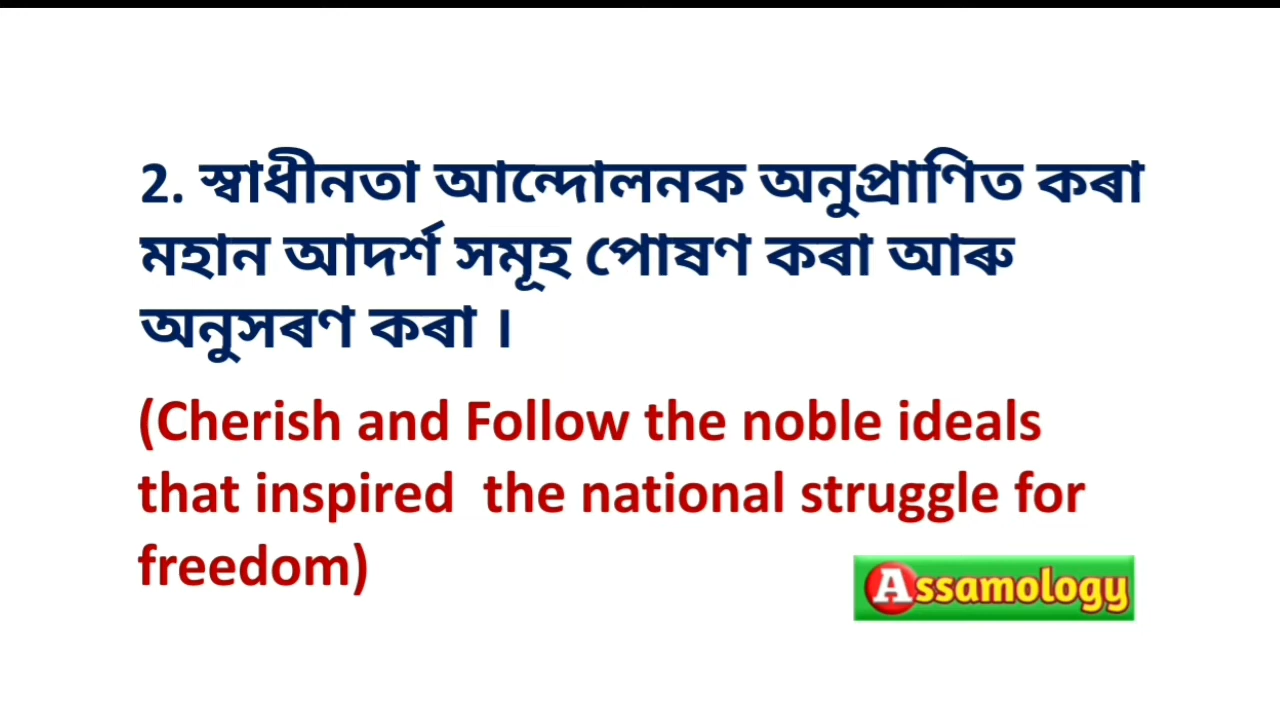 2. স্বাধীনতা আন্দোলনক অনুপ্ৰাণিত কৰা
মহান আদৰ্শ সমূহ পোষণ কৰা আৰু
অনুসৰণ কৰা ।
(Cherish and Follow the noble ideals
that inspired the national struggle for
freedom)
Assamology